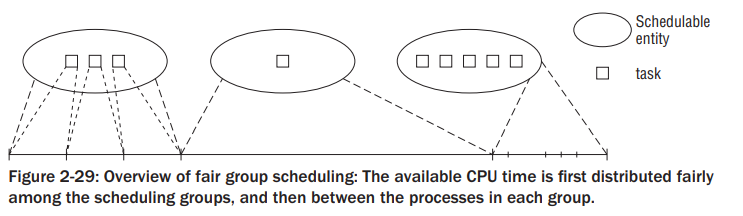 Schedulable
entity
task
Figure 2-29: Overview of fair group scheduling: The available CPU time is first distributed fairly
among the scheduling groups, and then between the processes in each group.